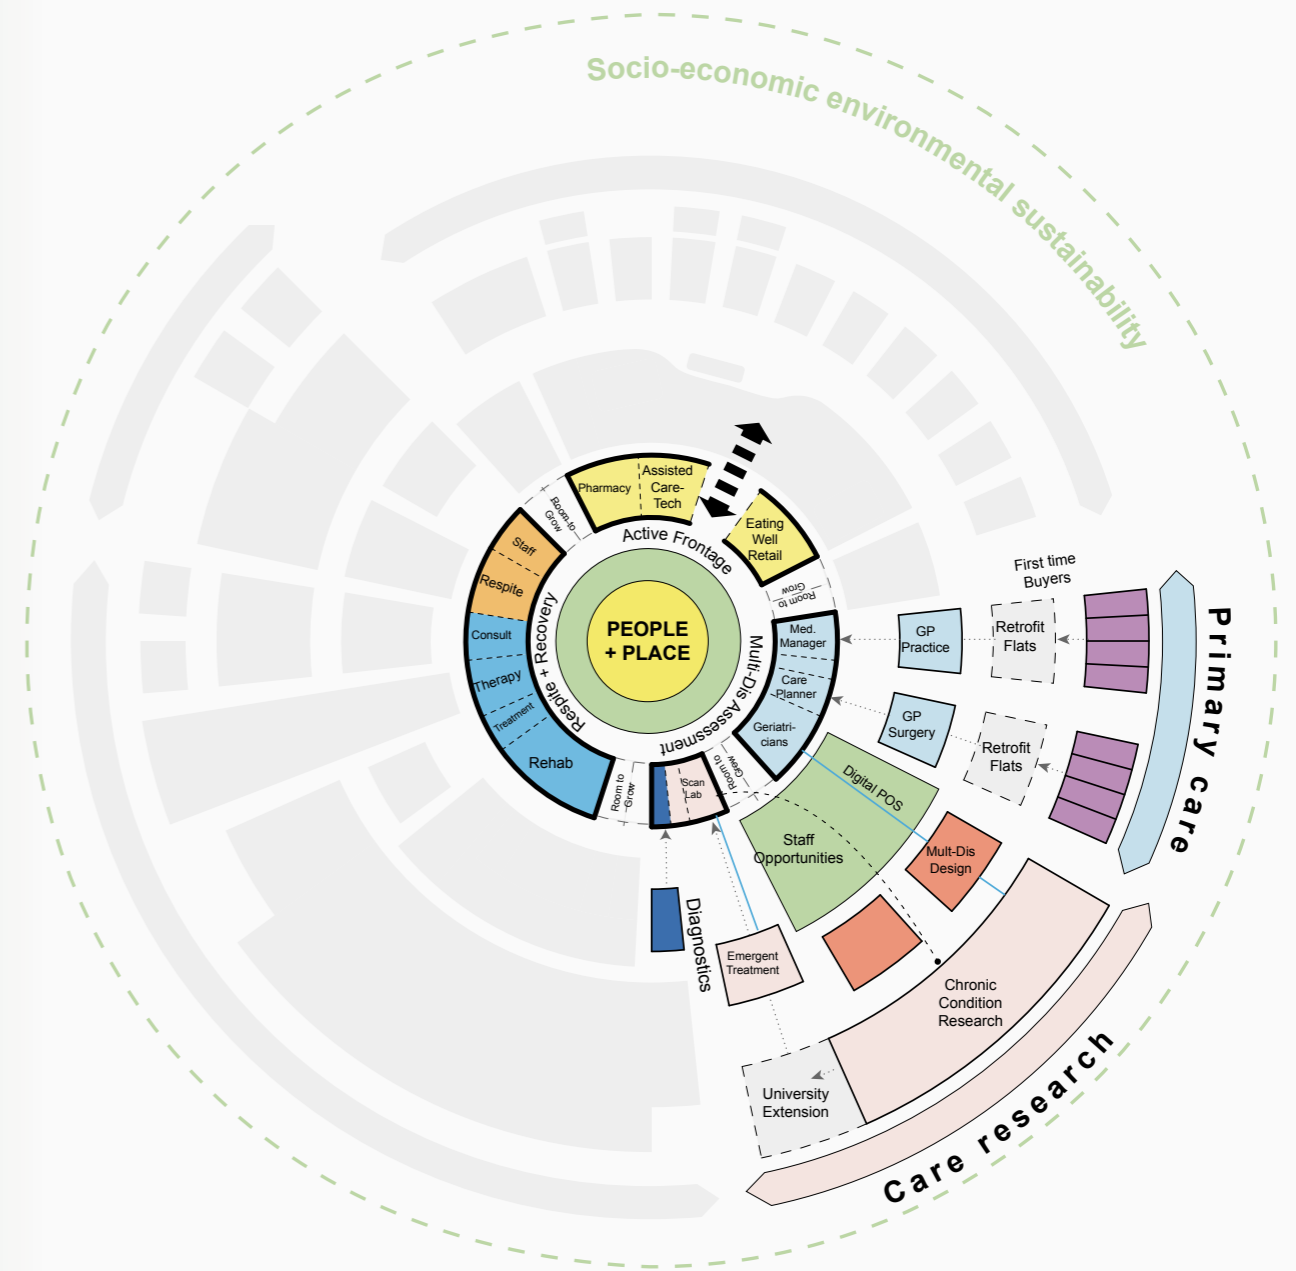 Socio-economic environmental sustainability
Pharmacy
Assisted
Care-
Tech
Eating
Well
Retail
Room to
Grow
Active Frontage
Room to
Grow
Staff
Respite
Consult
Therapy
Treatment
Rehab
Respite + Recovery
PEOPLE
+ PLACE
Multi-Dis Assessment
Med.
Manager
Care
Planner
Geriatri-
cians
Room to
Grow
Scan
Lab
Room to
Grow
First time
Buyers
GP
Practice
Retrofit
Flats
GP
Surgery
Retrofit
Flats
Primary care
Digital POS
Staff
Opportunities
Mult-Dis
Design
Diagnostics
Emergent
Treatment
Chronic
Condition
Research
University
Extension
Care research